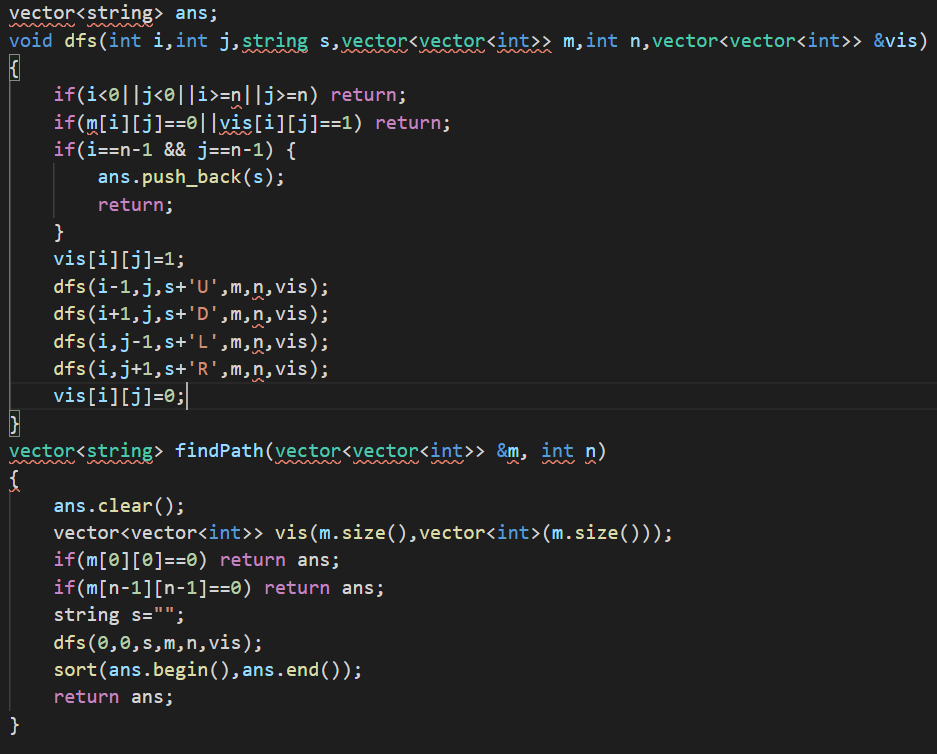 vector<string> ans;
void dfs(int i,int j,string s,vector<vector<int>> m,int n,vector<vector<int>> &vis)
{
    if(i<0||j<0||i>=n||j>=n) return;
    if(m[i][j]==0||vis[i][j]==1) return;
    if(i==n-1 && j==n-1) {
        ans.push_back(s);
        return;
    }
    vis[i][j]=1;
    dfs(i-1,j,s+'U',m,n,vis);
    dfs(i+1,j,s+'D',m,n,vis);
    dfs(i,j-1,s+'L',m,n,vis);
    dfs(i,j+1,s+'R',m,n,vis);
    vis[i][j]=0;
}
vector<string> findPath(vector<vector<int>> &m, int n)
{
    ans.clear();
    vector<vector<int>> vis(m.size(),vector<int>(m.size()));
    if(m[0][0]==0) return ans;
    if(m[n-1][n-1]==0) return ans;
    string s="";
    dfs(0,0,s,m,n,vis);
    sort(ans.begin(),ans.end());
    return ans;
}